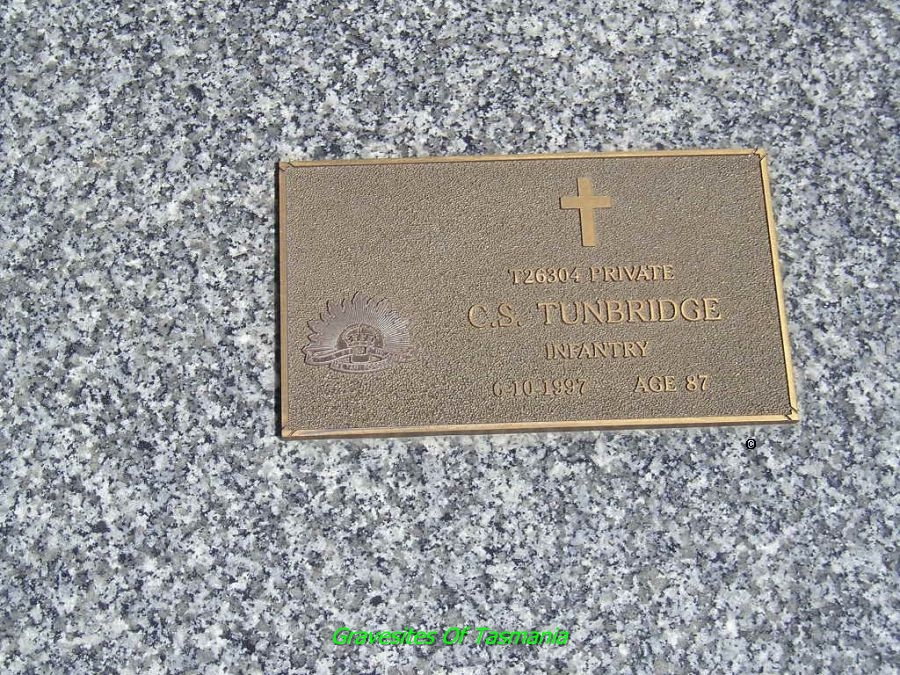 T26304 PRIVATE
C.S. TUNBRIDGE
INFANTRY
6-10-1997 AGE 87
Gravesites Of Tasmania